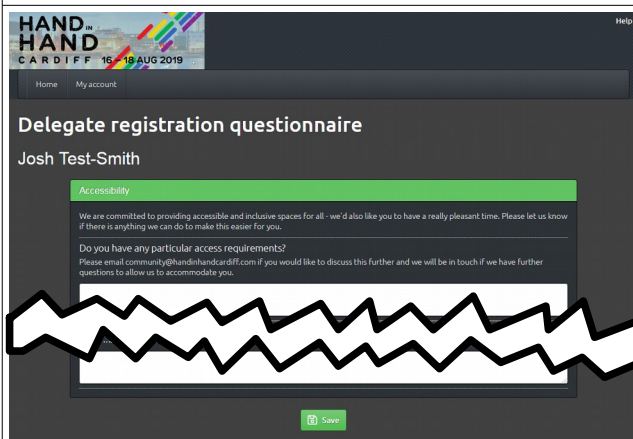 HAND IN
HAND
CARDIFF 16–18 AUG 2019
Help
Home My account
Delegate registration questionnaire
Josh Test-Smith
Accessibility
We are committed to providing accessible and inclusive spaces for all - we'd also like you to have a really pleasant time. Please let us know
if there is anything we can do to make this easier for you.
Do you have any particular access requirements?
Please email community@handinhandcardiff.com if you would like to discuss this further and we will be in touch if we have further
questions to allow us to accommodate you.
Save